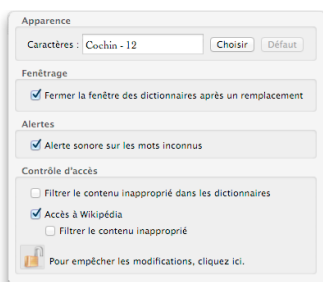 Apparence
Caractères : Cochin - 12 Choisir Défaut
Fenêtrage
Fermer la fenêtre des dictionnaires après un remplacement
Alertes
Alerte sonore sur les mots inconnus
Contrôle d'accès
Filtrer le contenu inapproprié dans les dictionnaires
Accès à Wikipédia
Filtrer le contenu inapproprié
Pour empêcher les modifications, cliquez ici.